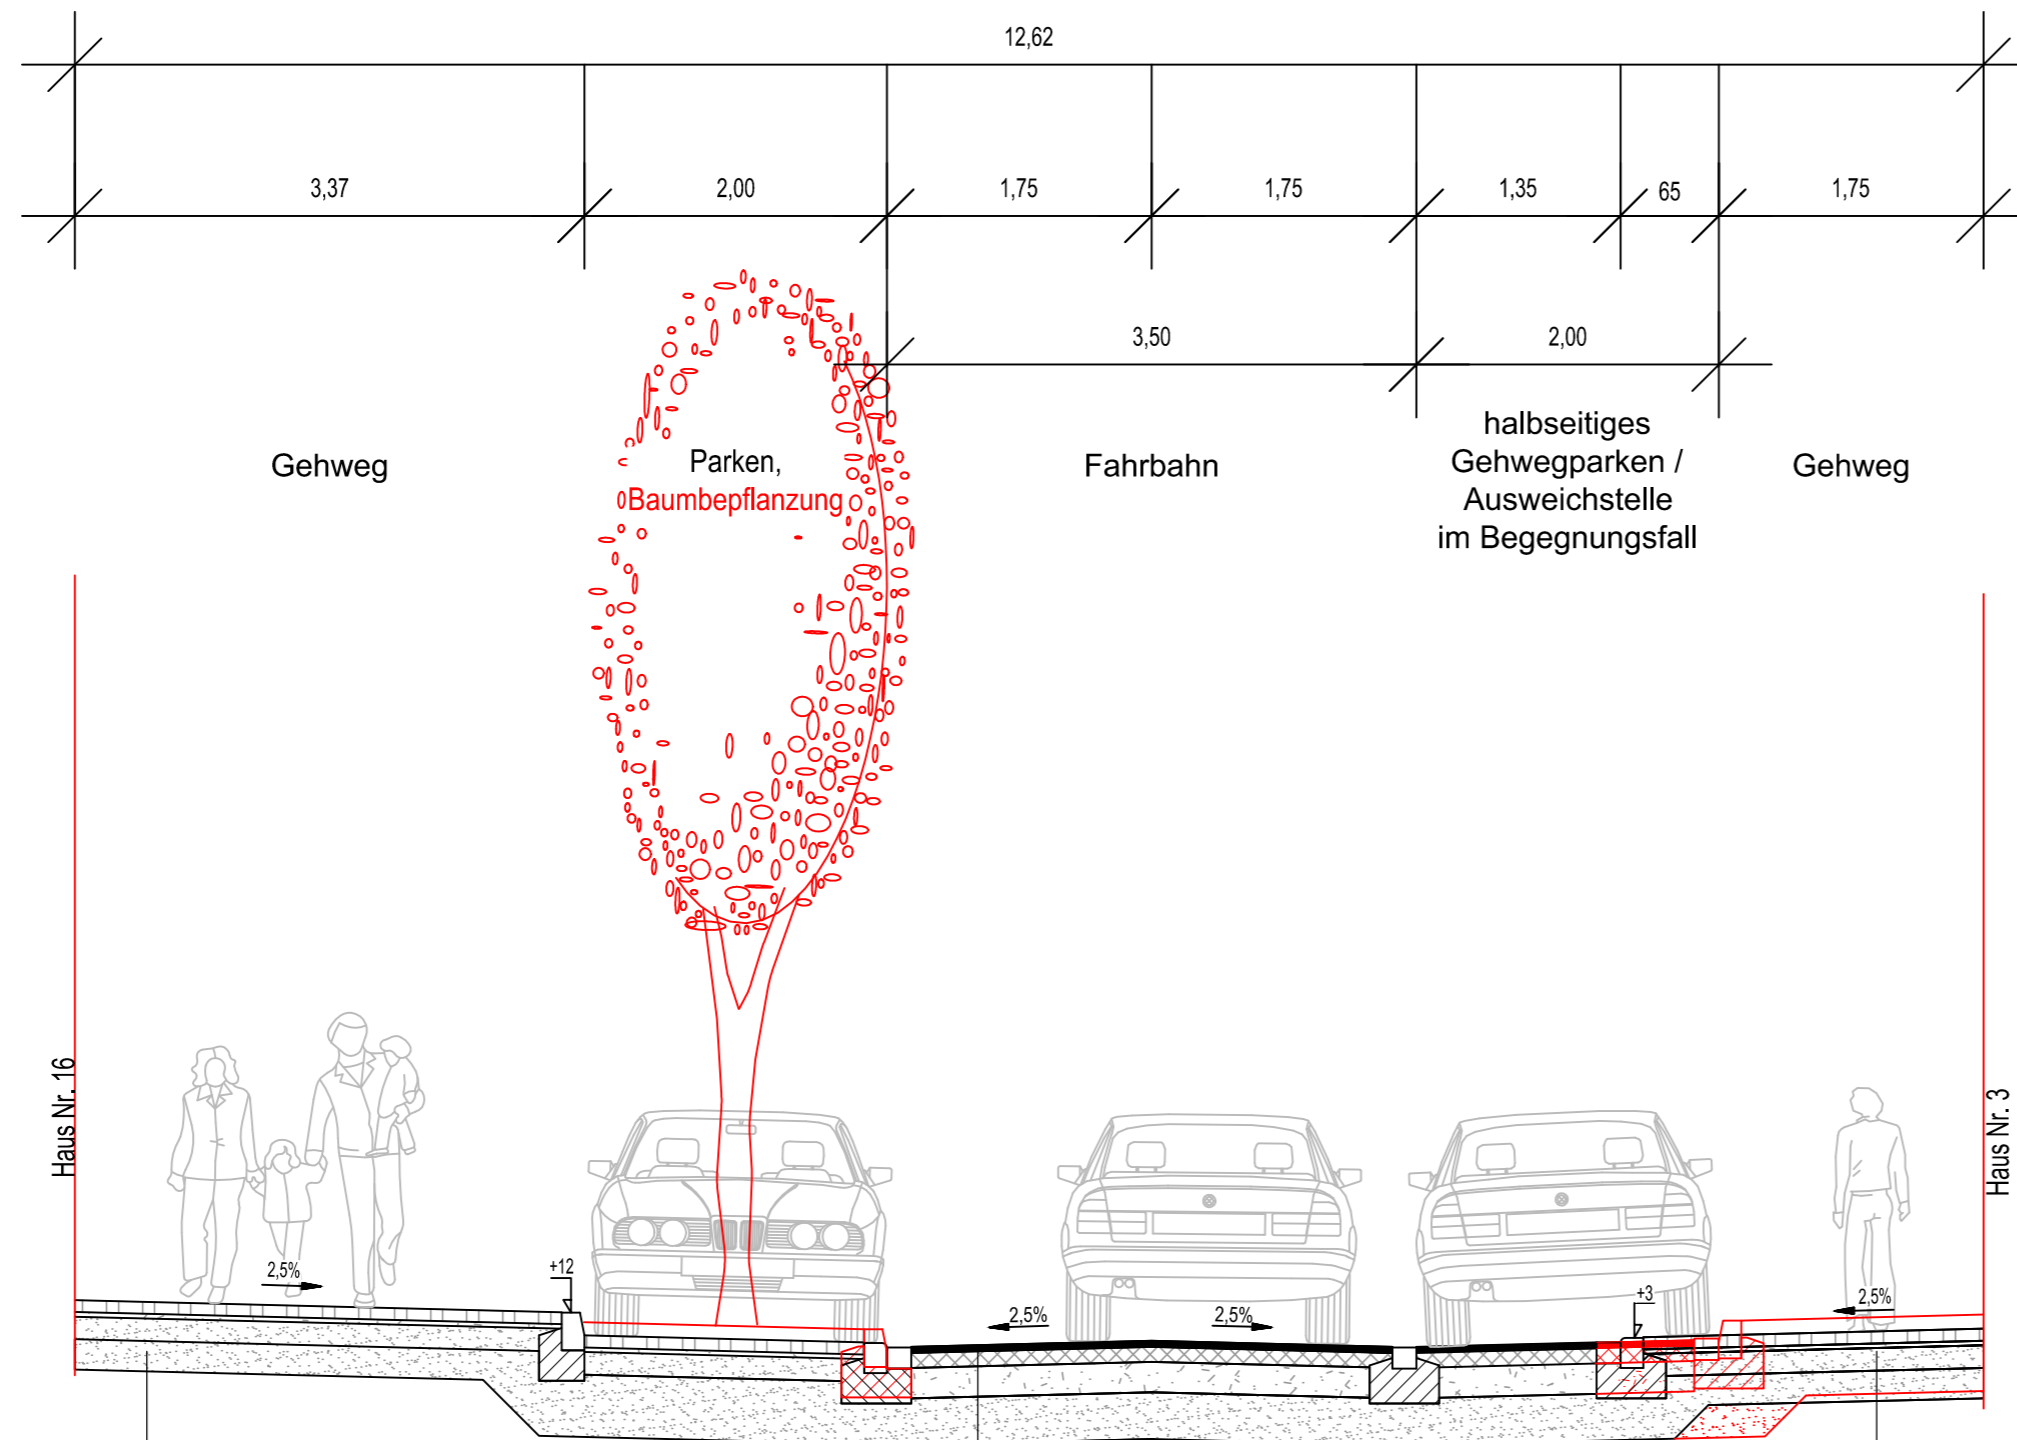 12,62
3,37
2,00
1,75
1,75
1,35
65
1,75
3,50
2,00
Gehweg
Parken,
Baumbepflanzung
Fahrbahn
halbseitiges
Gehwegparken /
Ausweichstelle
im Begegnungsfall
Gehweg
Haus Nr. 16
Haus Nr. 3
2,5%
+12
2,5%
2,5%
+3
2,5%